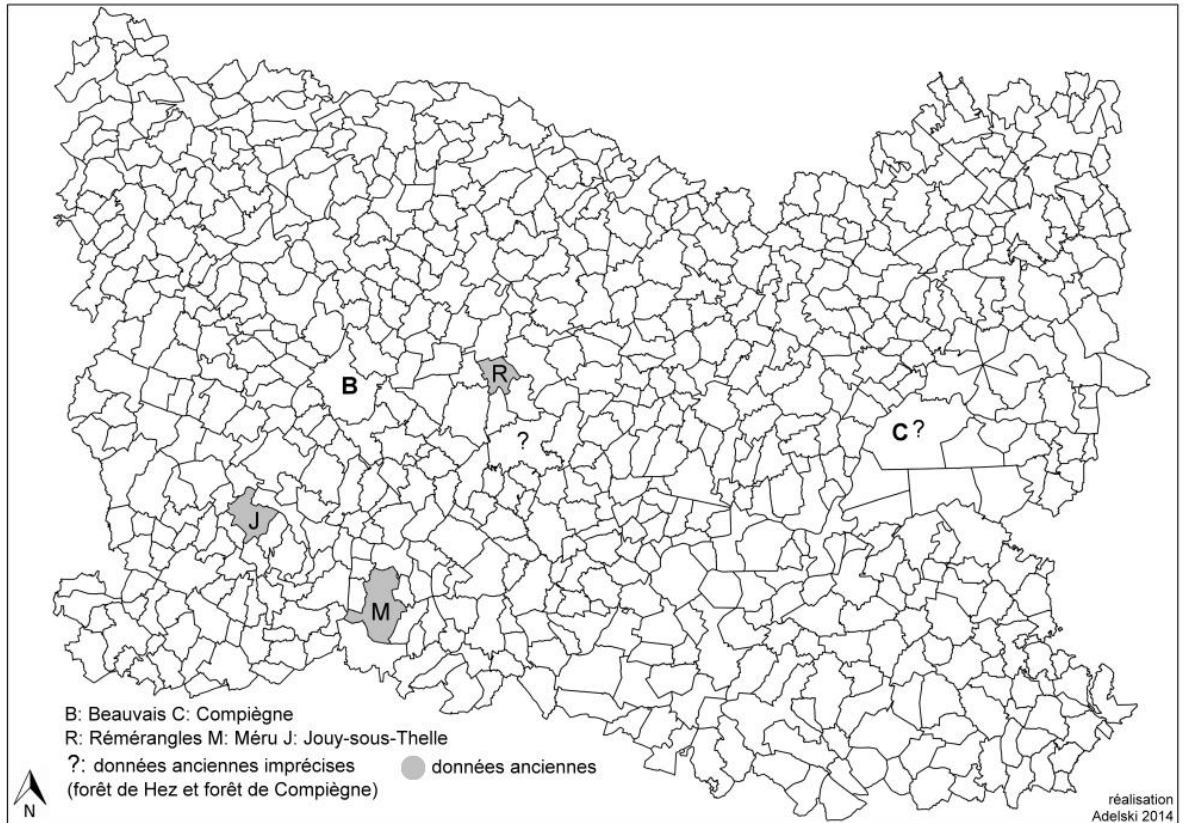 R
B
?
C ?
J
M
B: Beauvais C: Compiègne
R: Rémérangles M: Méru J: Jouy-sous-Thelle
?: données anciennes imprécises
données anciennes
(forêt de Hez et forêt de Compiègne)
N
réalisation
Adelski 2014